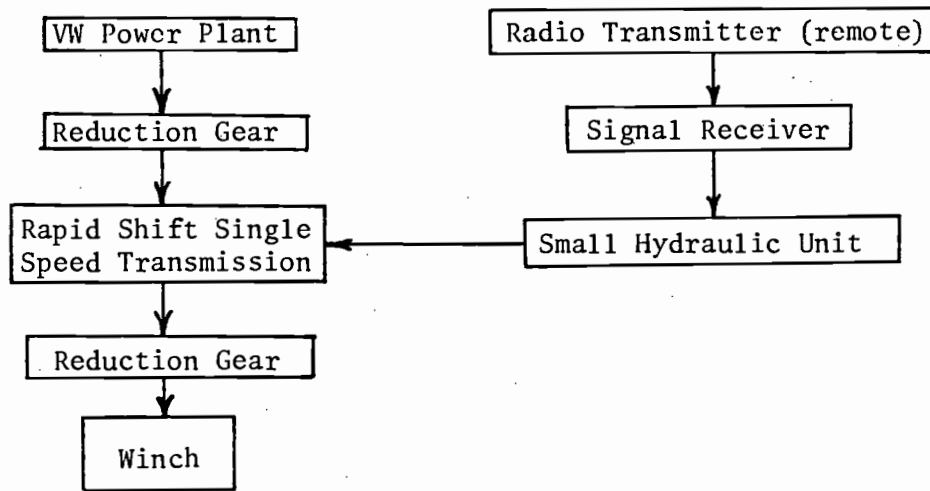 VW Power Plant
Radio Transmitter (remote)
Reduction Gear
Signal Receiver
Rapid Shift Single
Speed Transmission
Small Hydraulic Unit
Reduction Gear
Winch